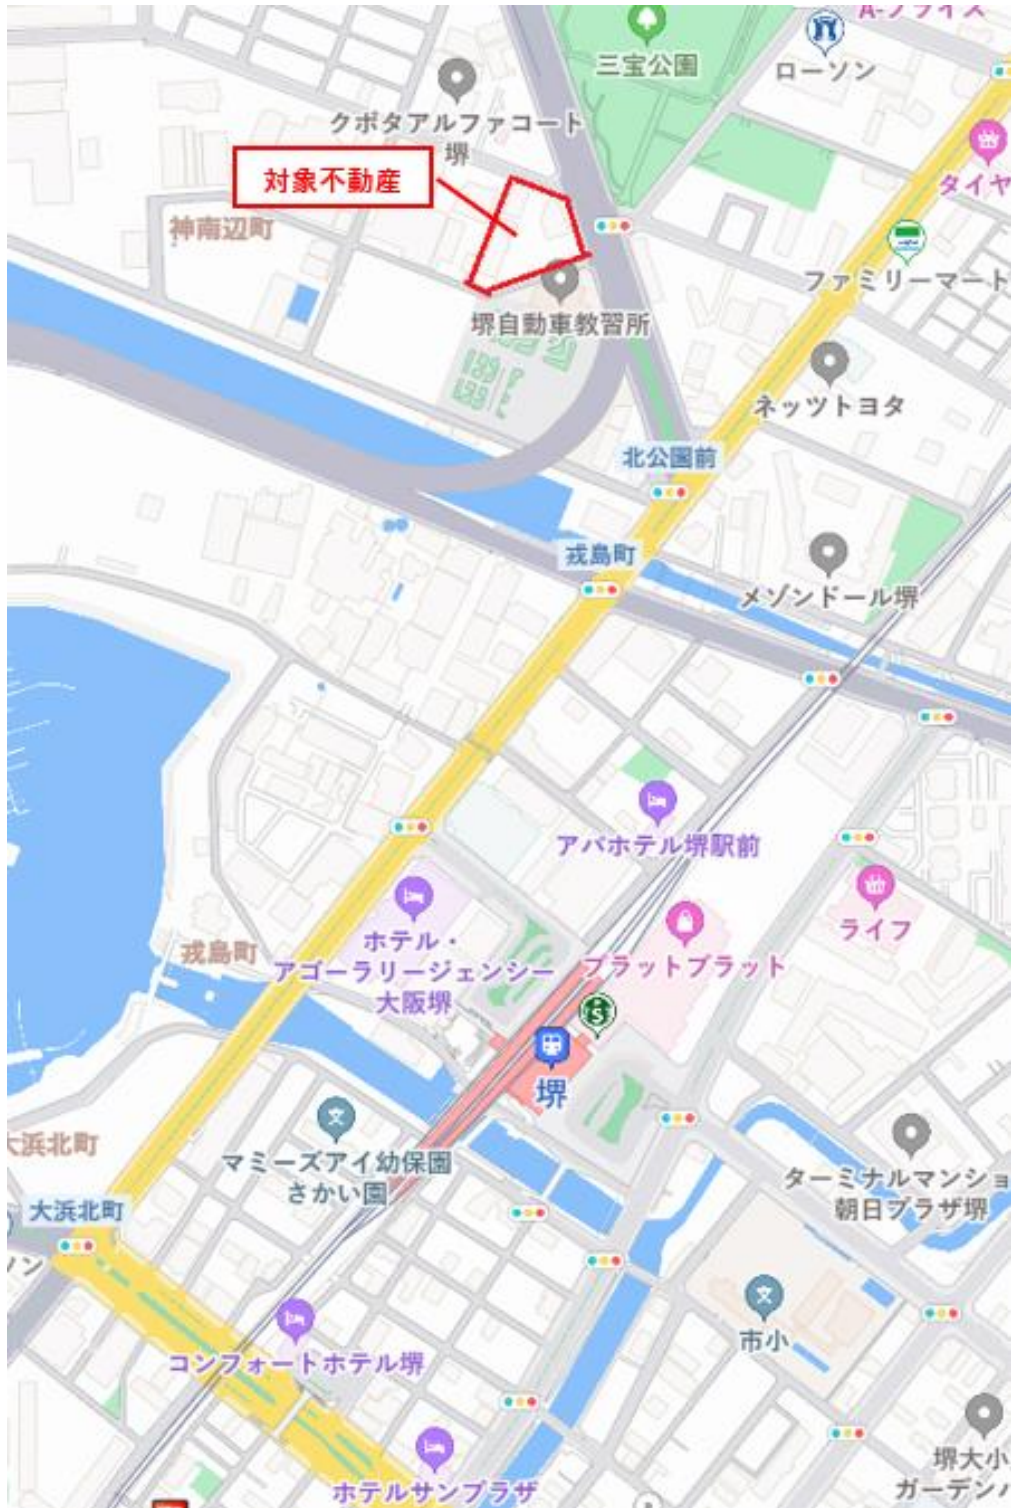 A-プライス
三宝公園
ローソン
クボタアルファコート
堺
対象不動産
タイヤ
神南辺町
ファミリーマート
堺自動車教習所
ネッツトヨタ
北公園前
戎島町
メゾンドール堺
アパホテル堺駅前
ライフ
ホテル・
アゴーラリージェンシー
大阪堺
戎島町
プラットプラット
堺
大浜北町
マミーズアイ幼保園
さかい園
ターミナルマンショ
朝日プラザ堺
大浜北町
ソン
市小
コンフォートホテル堺
堺大小
ガーデンハ
ホテルサンプラザ